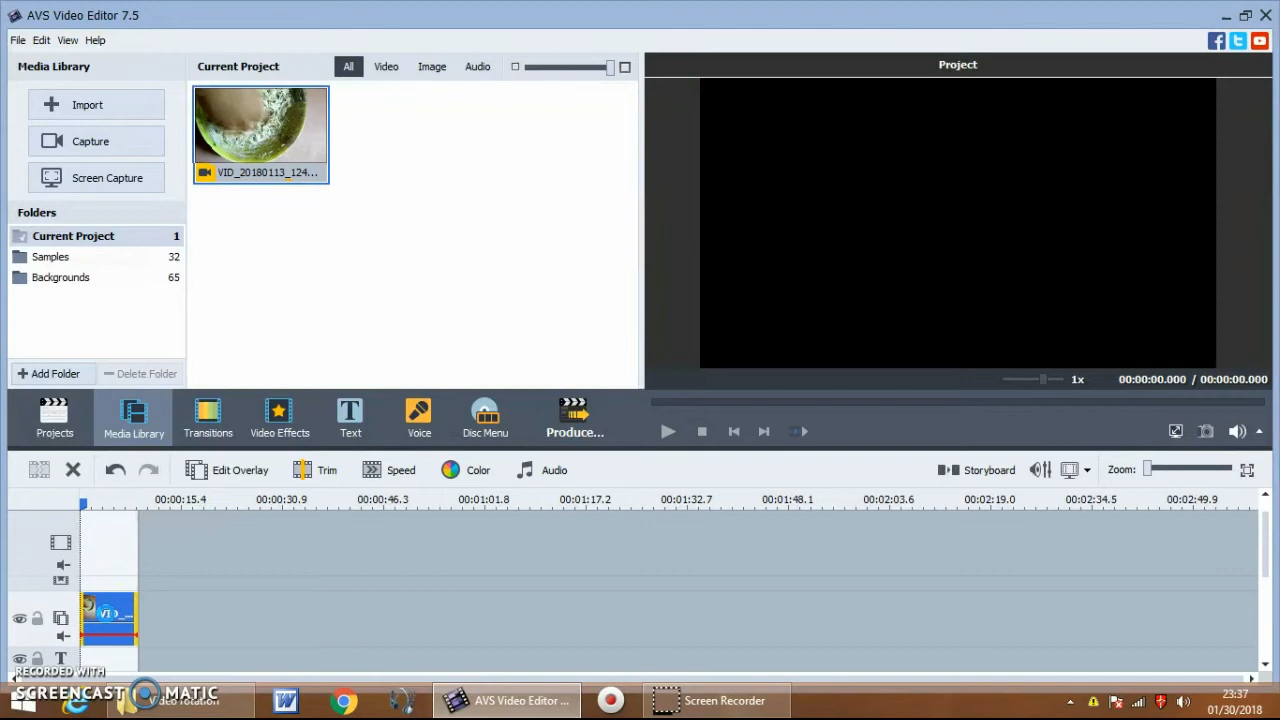 AVS Video Editor 7.5
File Edit View Help
Media Library
Import
Capture
Screen Capture
Folders
Current Project 1
Samples 32
Backgrounds 65
Add Folder Delete Folder
Current Project All Video Image Audio
VID_20180113_124...
Project
1x 00:00:00.000 / 00:00:00.000
Projects Media Library Transitions Video Effects Text Voice Disc Menu Produce...
Edit Overlay Trim Speed Color Audio Storyboard Zoom:
00:00:15.4 00:00:30.9 00:00:46.3 00:01:01.8 00:01:17.2 00:01:32.7 00:01:48.1 00:02:03.6 00:02:19.0 00:02:34.5 00:02:49.9
T
RECORDED WITH
SCREENCAST MATIC
rotation
AVS Video Editor ...
Screen Recorder
23:37
01/30/2018